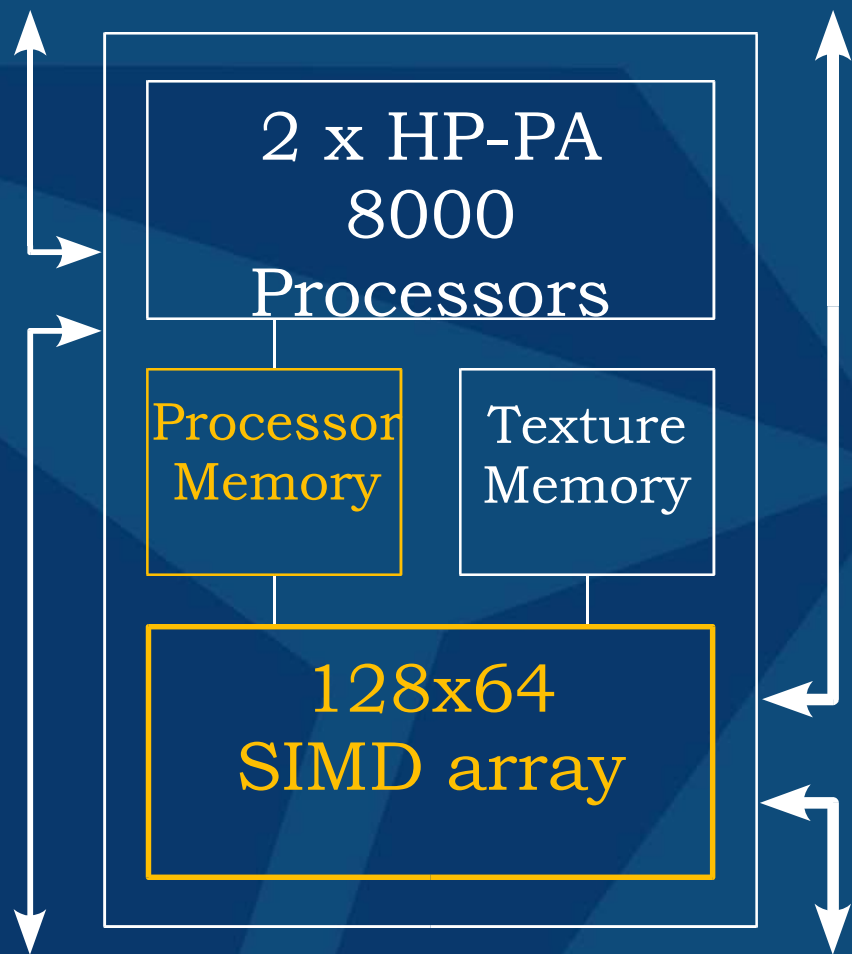 2 x HP-PA
8000
Processors
Processor
Memory
Texture
Memory
128x64
SIMD array